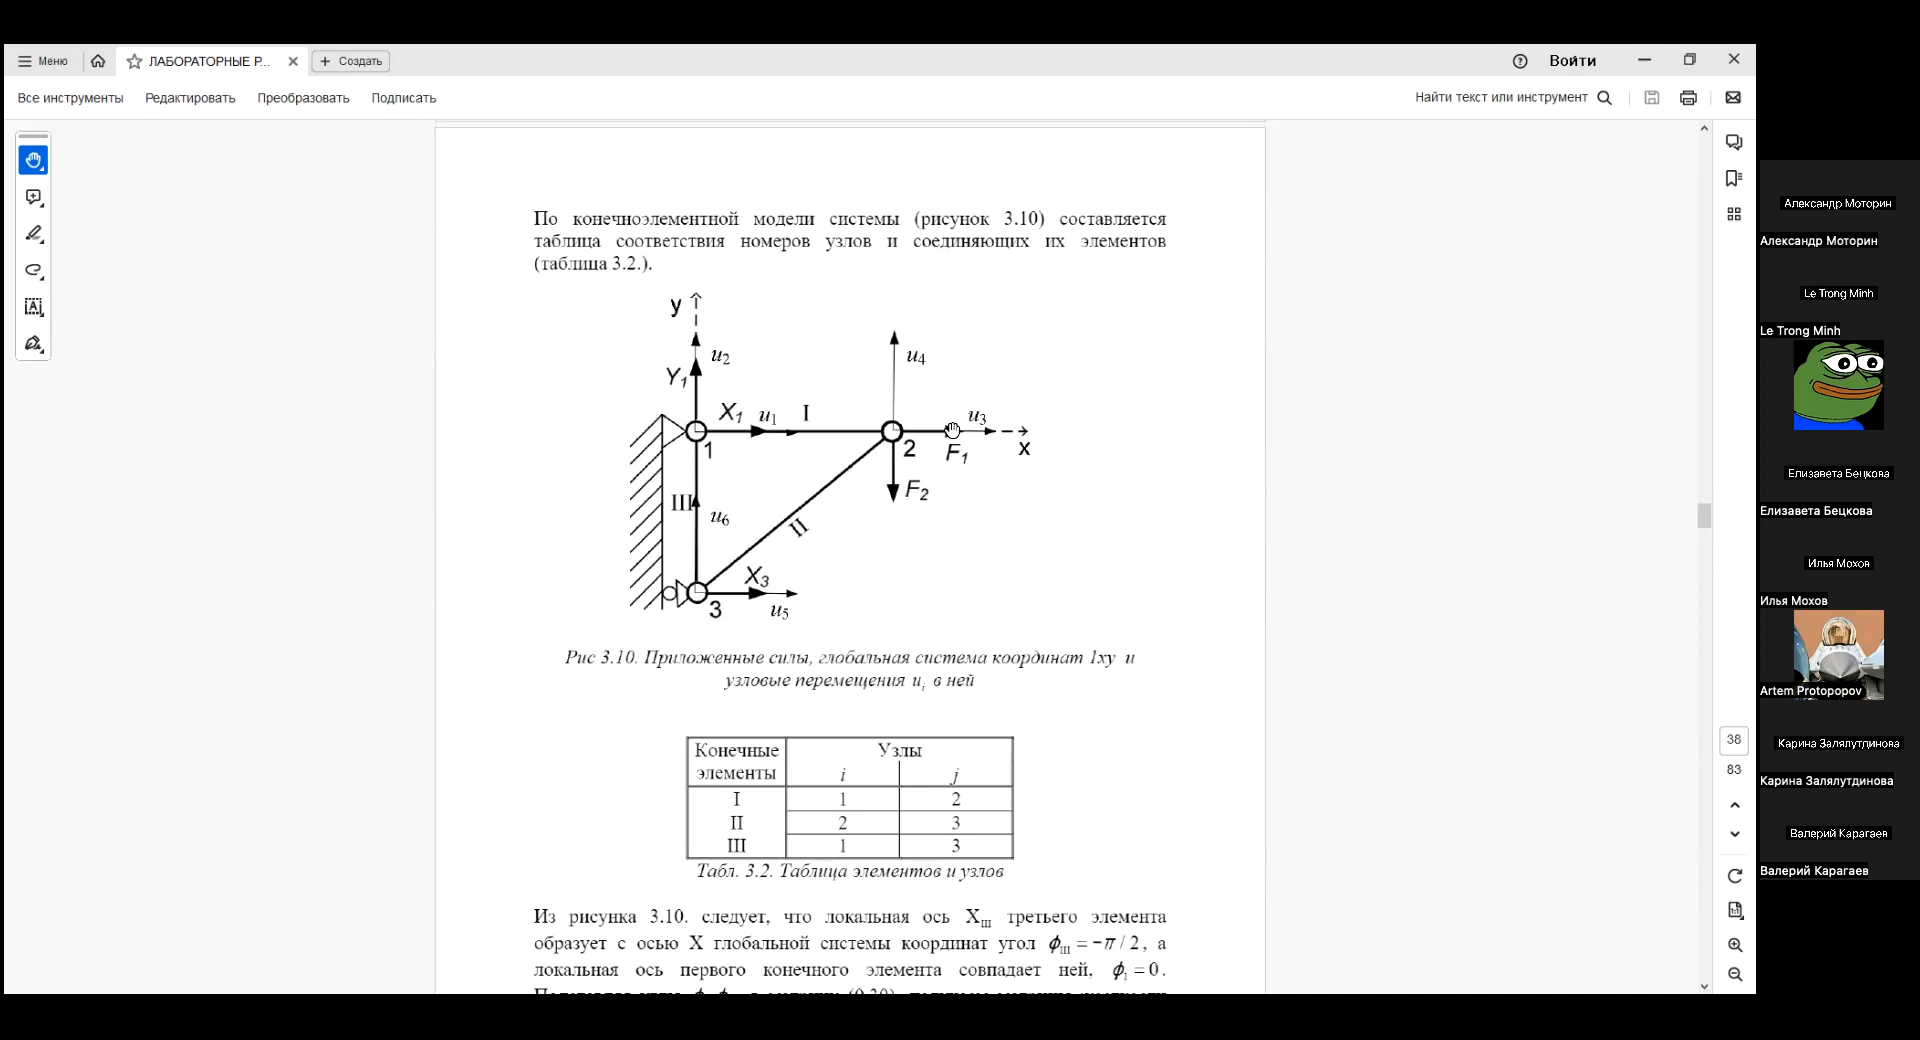 Меню
ЛАБОРАТОРНЫЕ Р...
Создать
Войти
Все инструменты
Редактировать
Преобразовать
Подписать
Найти текст или инструмент
По конечноэлементной модели системы (рисунок 3.10) составляется
таблица соответствия номеров узлов и соединяющих их элементов
(таблица 3.2.).
y
u2
u4
Y1
X1
u1
I
u3
1
2
F1
x
III
F2
u6
II
X3
3
u5
Рис 3.10. Приложенные силы, глобальная система координат 1xy и
узловые перемещения ui в ней
Конечные элементы
Узлы
i j
I 1 2
II 2 3
III 1 3
Табл. 3.2. Таблица элементов и узлов
Из рисунка 3.10. следует, что локальная ось XIII третьего элемента
образует с осью X глобальной системы координат угол ϕIII = −π / 2, а
локальная ось первого конечного элемента совпадает ней, ϕI = 0.
38
83
Александр Моторин
Александр Моторин
Le Trong Minh
Le Trong Minh
Елизавета Бецкова
Елизавета Бецкова
Илья Мохов
Илья Мохов
Artem Protopopov
Карина Залялутдинова
Карина Залялутдинова
Валерий Карагаев
Валерий Карагаев